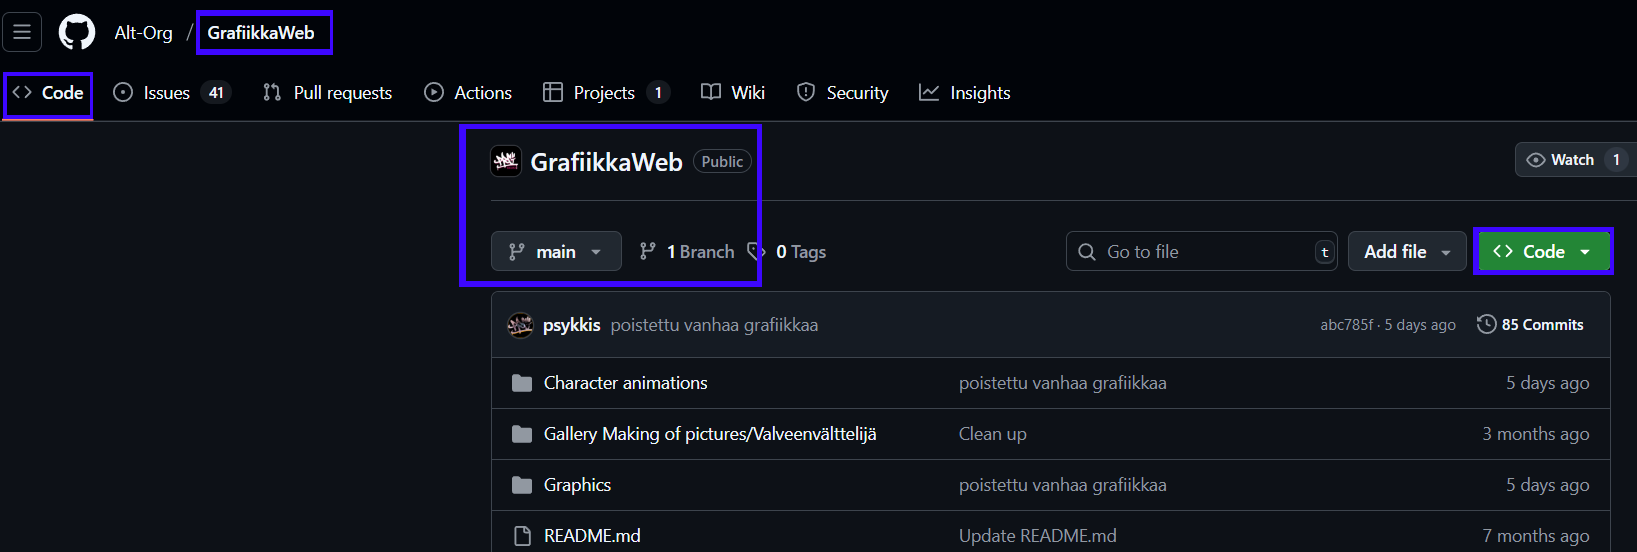 Alt-Org / GrafiikkaWeb
Code Issues 41 Pull requests Actions Projects 1 Wiki Security Insights
GrafiikkaWeb Public Watch 1
main 1 Branch 0 Tags Go to file t Add file Code
psykkis poistettu vanhaa grafiikkaa abc785f · 5 days ago 85 Commits
Character animations poistettu vanhaa grafiikkaa 5 days ago
Gallery Making of pictures/Valveenvälttelijä Clean up 3 months ago
Graphics poistettu vanhaa grafiikkaa 5 days ago
README.md Update README.md 7 months ago